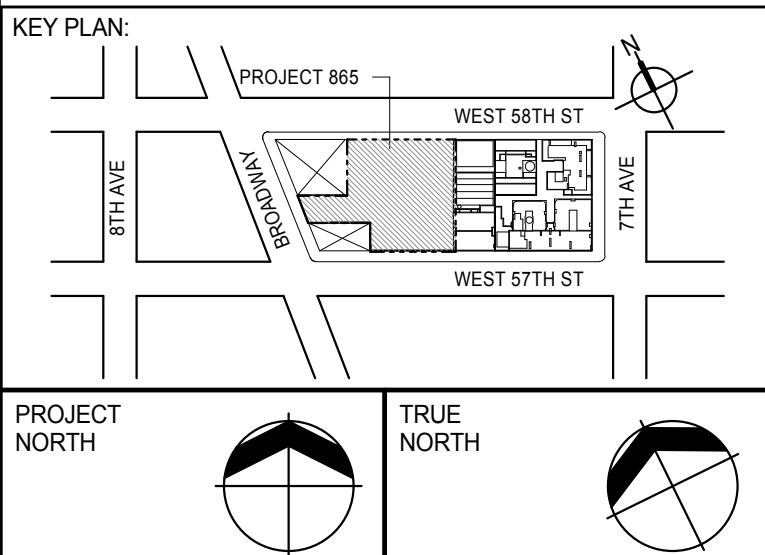 KEY PLAN:
N
PROJECT 865
WEST 58TH ST
8TH AVE
BROADWAY
7TH AVE
WEST 57TH ST
PROJECT
NORTH
TRUE
NORTH